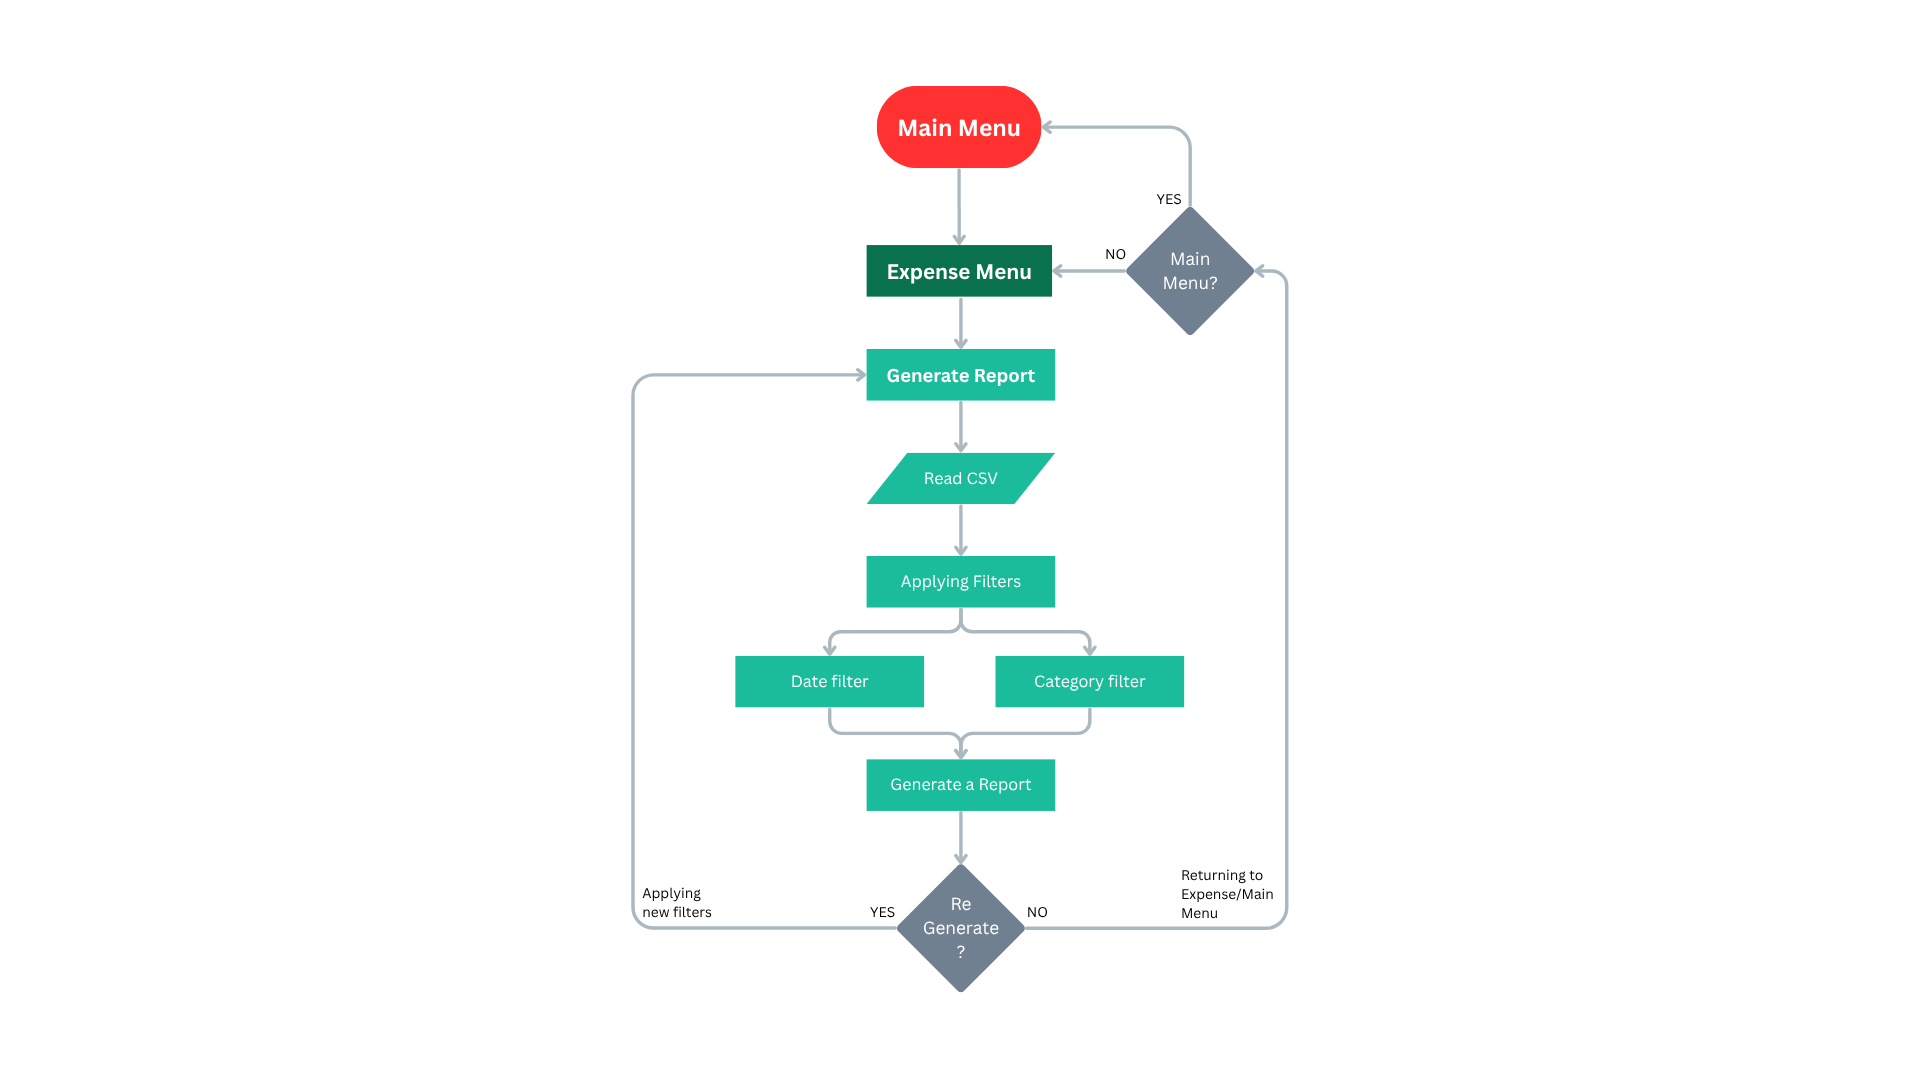 Main Menu
YES
NO
Main
Menu?
Expense Menu
Generate Report
Read CSV
Applying Filters
Date filter
Category filter
Generate a Report
Applying
new filters
YES
Re
Generate
?
NO
Returning to
Expense/Main
Menu